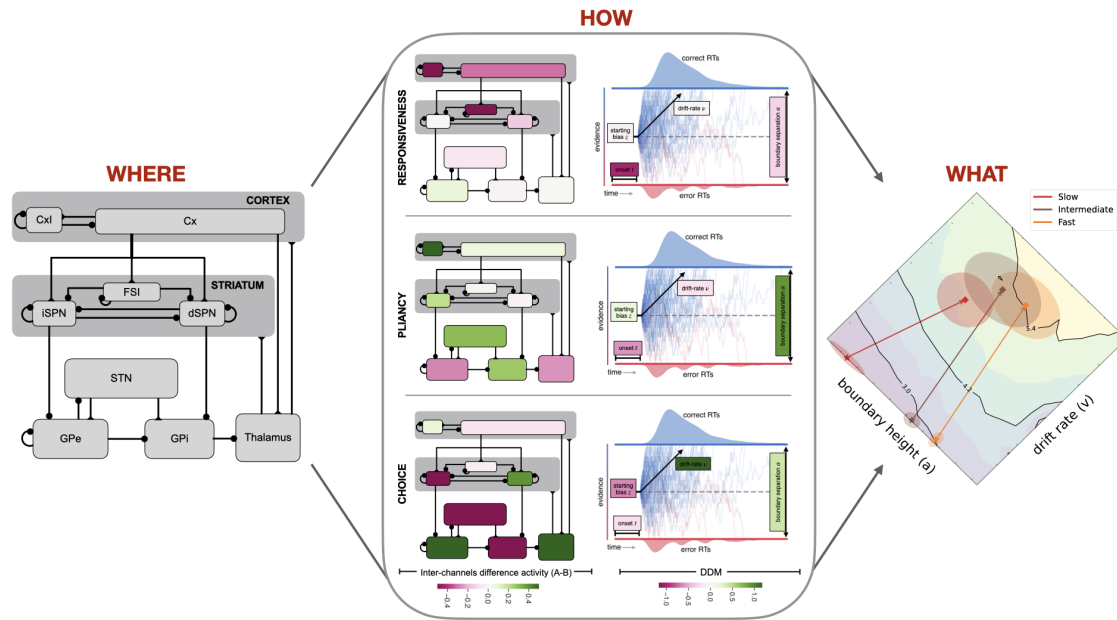 HOW
WHERE
CORTEX
CxI
Cx
STRIATUM
FSI
iSPN
dSPN
STN
GPe
GPi
Thalamus
RESPONSIVENESS
correct RTs
evidence
drift-rate ν
starting
bias z
onset t
boundary separation a
time
error RTs
PLIANCY
correct RTs
evidence
drift-rate ν
starting
bias z
onset t
boundary separation a
time
error RTs
CHOICE
correct RTs
evidence
drift-rate ν
starting
bias z
onset t
boundary separation a
time
error RTs
Inter-channels difference activity (A-B)
−0.4
−0.2
0.0
0.2
0.4
DDM
−1.0
−0.5
0.0
0.5
1.0
WHAT
Slow
Intermediate
Fast
5.4
4.2
3.0
boundary height (a)
drift rate (v)